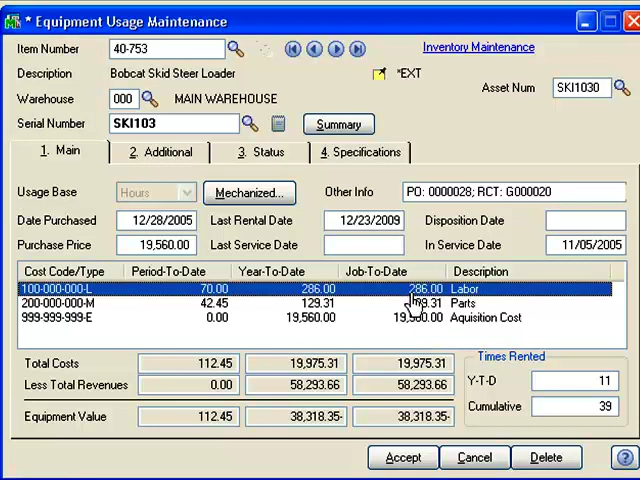 * Equipment Usage Maintenance
Item Number 40-753 Inventory Maintenance
Description Bobcat Skid Steer Loader *EXT
Asset Num SKI1030
Warehouse 000 MAIN WAREHOUSE
Serial Number SKI103 Summary
1. Main 2. Additional 3. Status 4. Specifications
Usage Base Hours Mechanized... Other Info PO: 0000028; RCT: G000020
Date Purchased 12/28/2005 Last Rental Date 12/23/2009 Disposition Date
Purchase Price 19,560.00 Last Service Date In Service Date 11/05/2005
Cost Code/Type Period-To-Date Year-To-Date Job-To-Date Description
100-000-000-L 70.00 286.00 286.00 Labor
200-000-000-M 42.45 129.31 Parts
999-999-999-E 0.00 19,560.00 19,560.00 Aquisition Cost
Total Costs 112.45 19,975.31 19,975.31
Less Total Revenues 0.00 58,293.66 58,293.66
Equipment Value 112.45 38,318.35- 38,318.35-
Times Rented
Y-T-D 11
Cumulative 39
Accept Cancel Delete